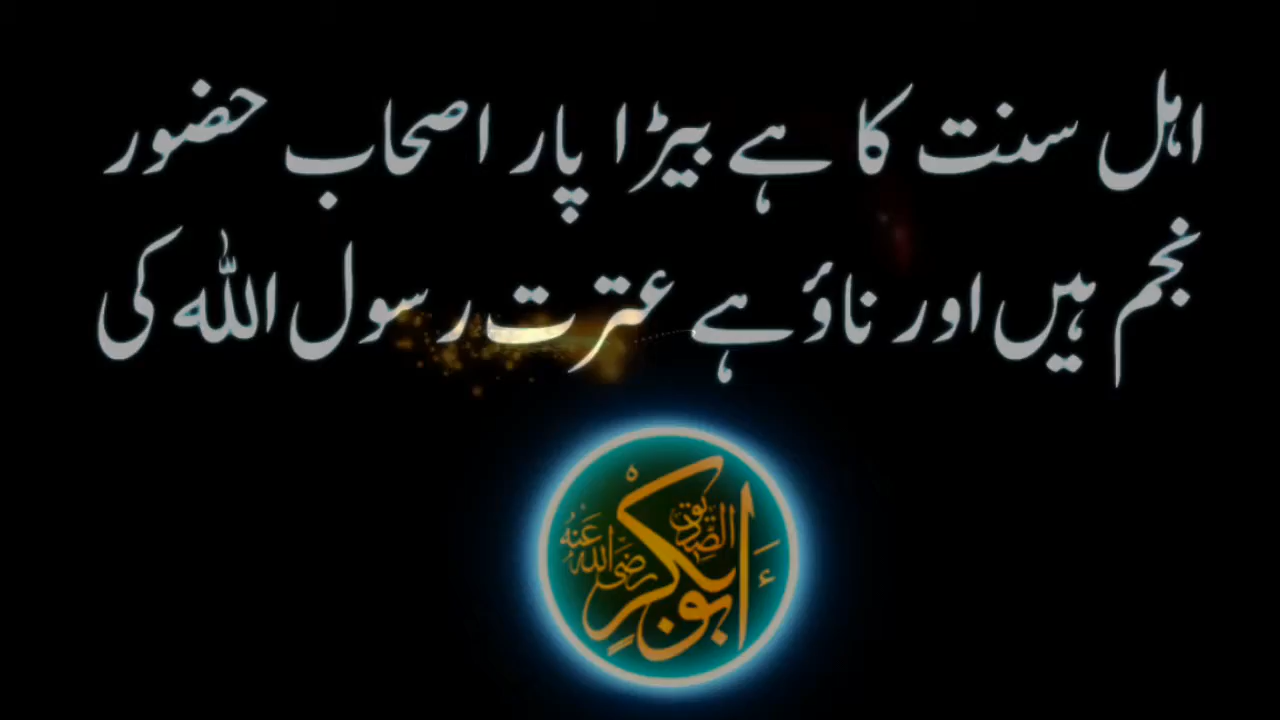 اہل سنت کا ہے بیڑا پار اصحاب حضور
نجم ہیں اور ناؤ ہے عترت رسول اللہ کی
أبو بكر الصديق رضي الله عنه